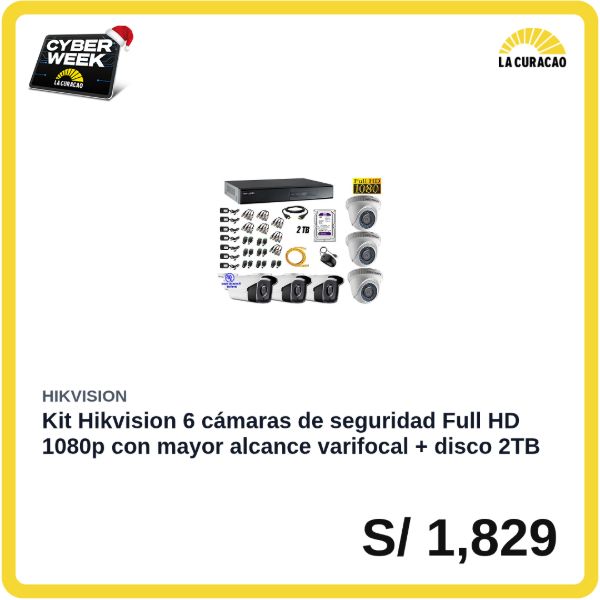 CYBER
WEEK
LA CURACAO
LA CURACAO
Full HD
1080
2 TB
HIKVISION
Kit Hikvision 6 cámaras de seguridad Full HD
1080p con mayor alcance varifocal + disco 2TB
S/ 1,829